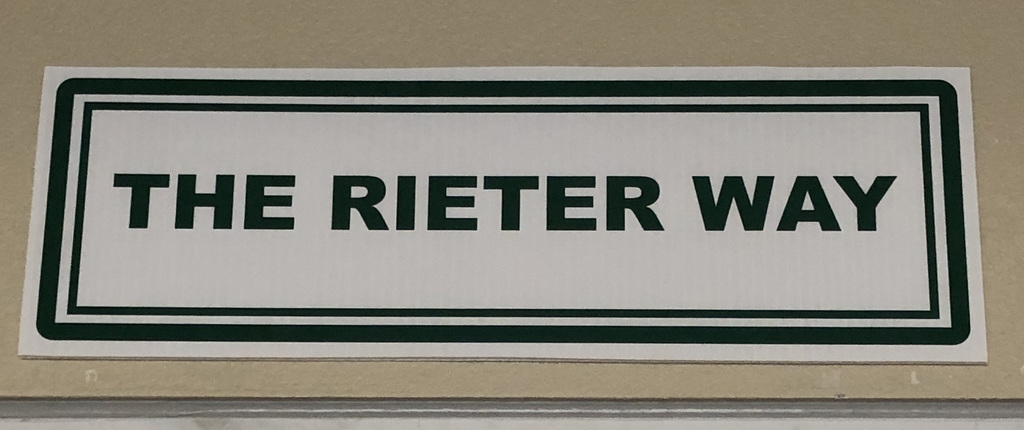 THE RIETER WAY